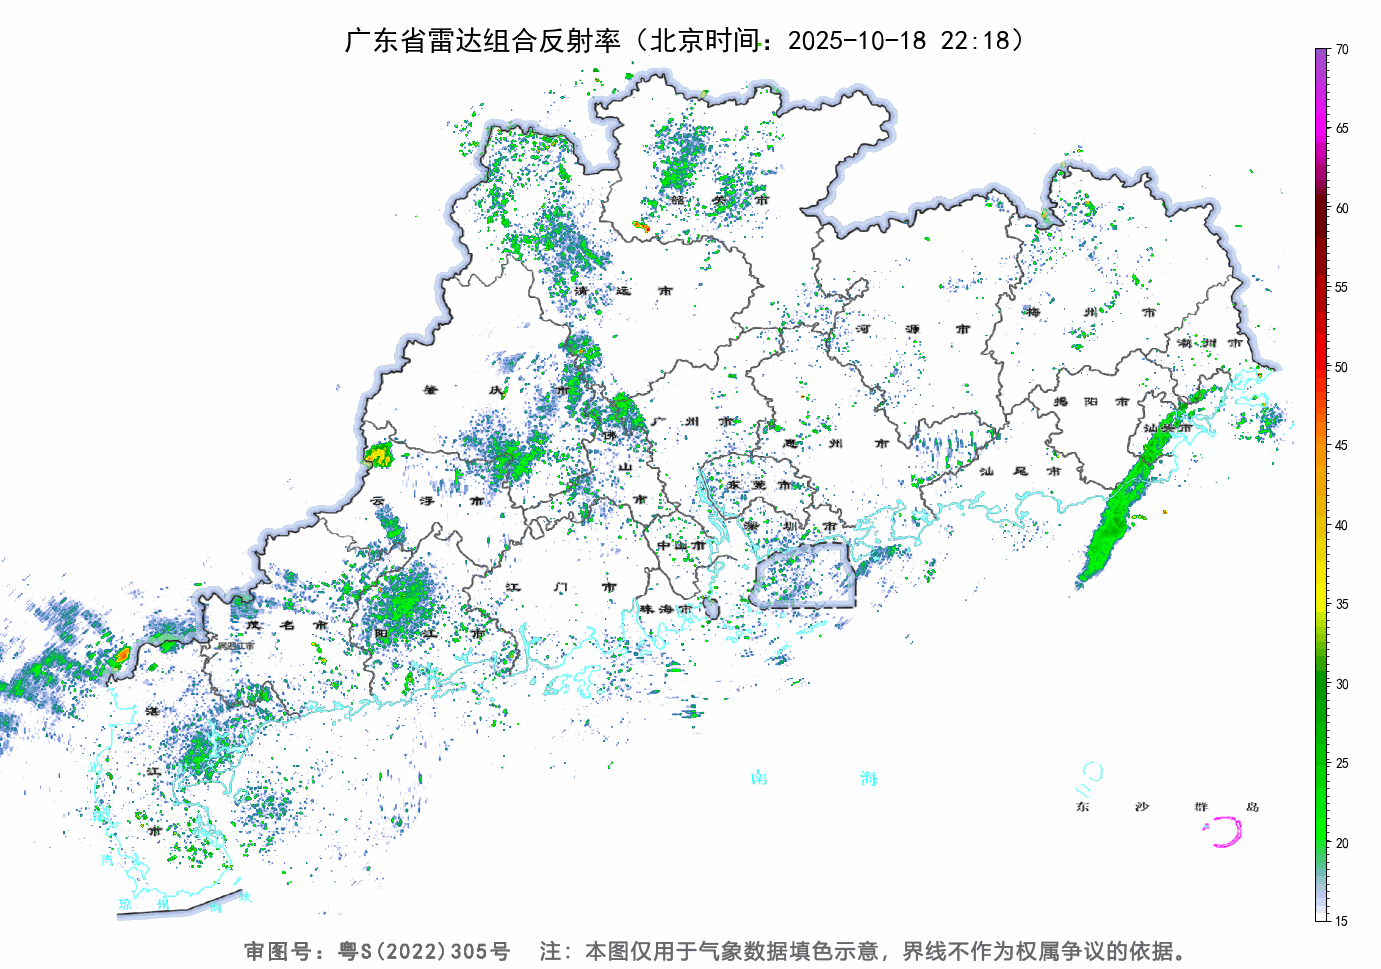 广东省雷达组合反射率（北京时间：2025-10-18 22:18）
70
65
60
55
50
45
40
35
30
25
20
15
韶关市
清远市
河源市
梅州市
潮州市
肇庆市
揭阳市
汕头市
广州市
惠州市
佛山市
汕尾市
东莞市
云浮市
深圳市
中山市
江门市
珠海市
茂名市
阳江市
湛江市
南海
东沙群岛
湾
琼州海峡
审图号：粤S(2022)305号 注：本图仅用于气象数据填色示意，界线不作为权属争议的依据。